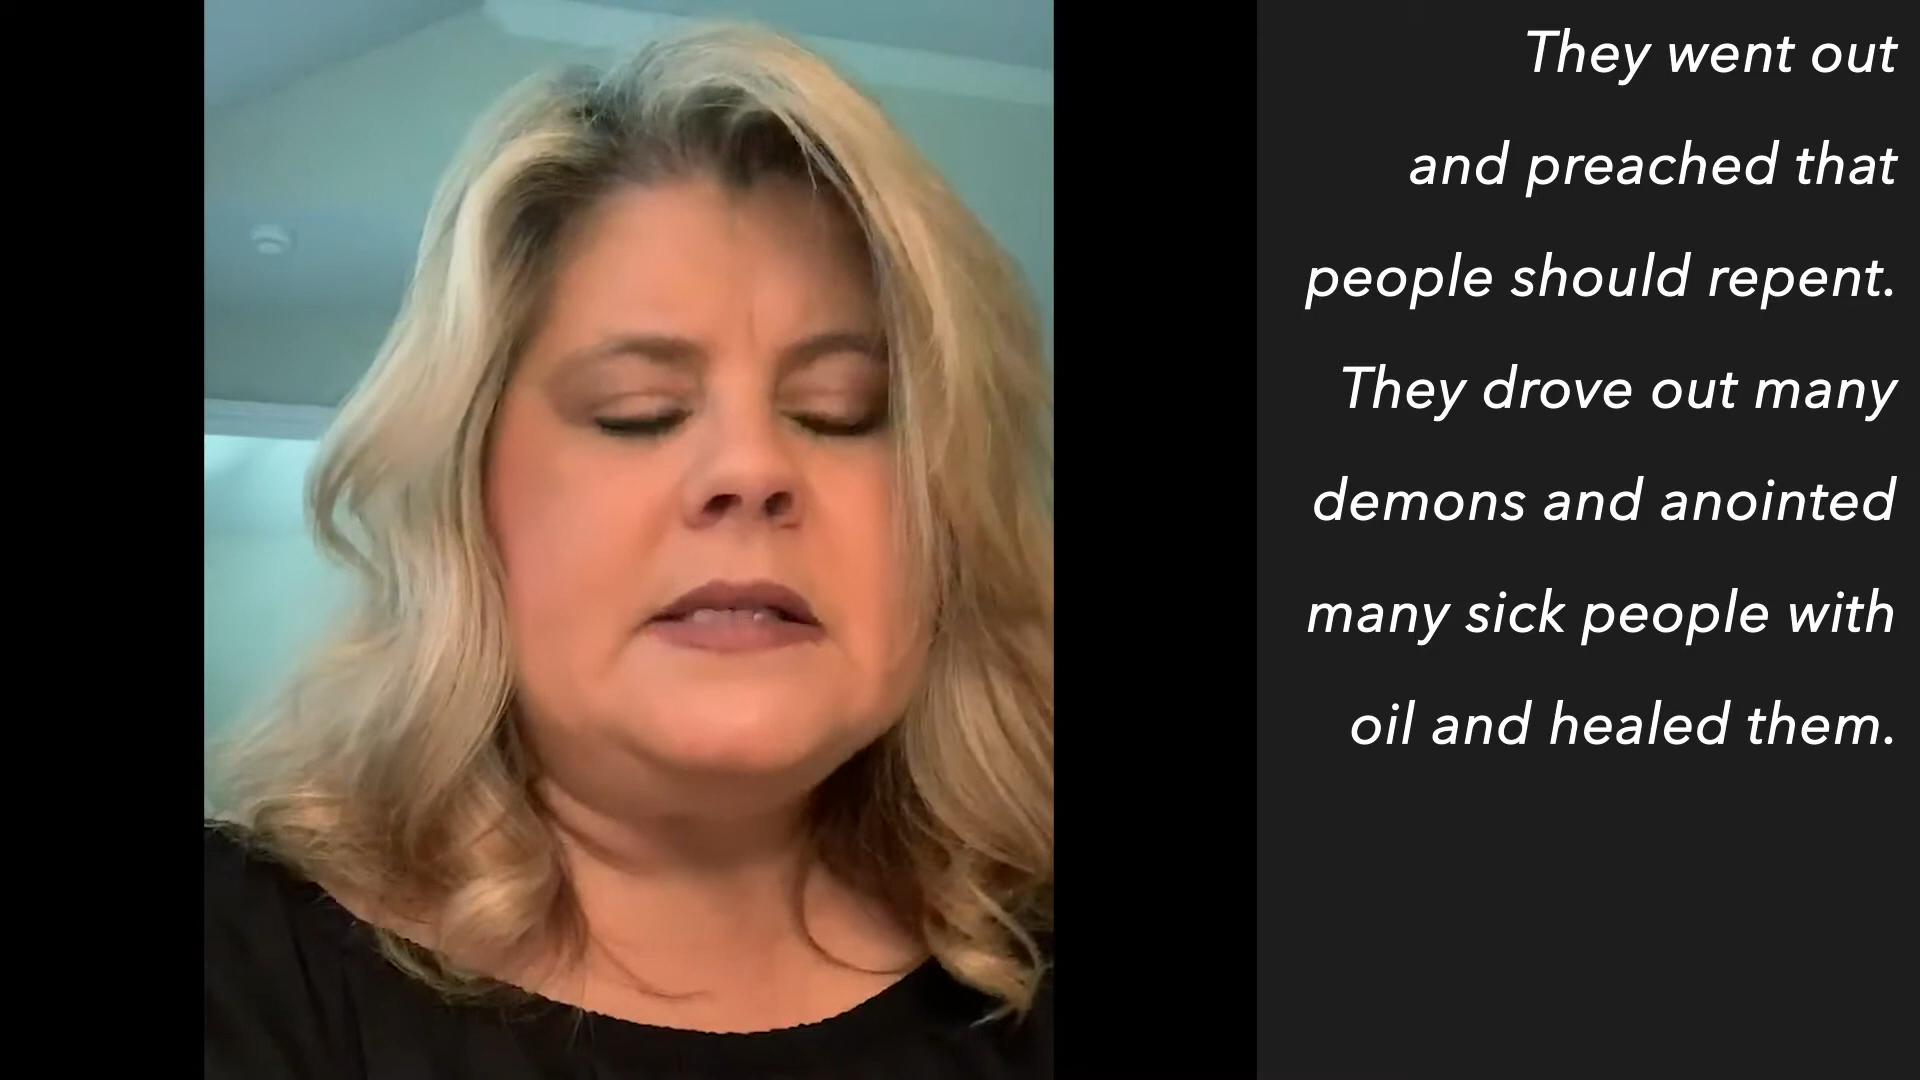 They went out
and preached that
people should repent.
They drove out many
demons and anointed
many sick people with
oil and healed them.